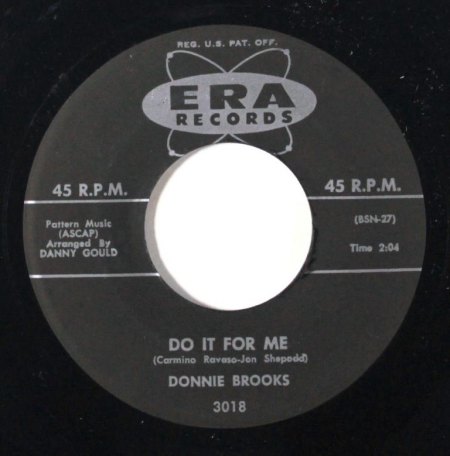 REG. U.S. PAT. OFF.
ERA
RECORDS
45 R.P.M.
45 R.P.M.
Pattern Music
(ASCAP)
Arranged By
DANNY GOULD
(BSN-27)
Time 2:04
DO IT FOR ME
(Carmino Ravosa-Jon Shepodd)
DONNIE BROOKS
3018